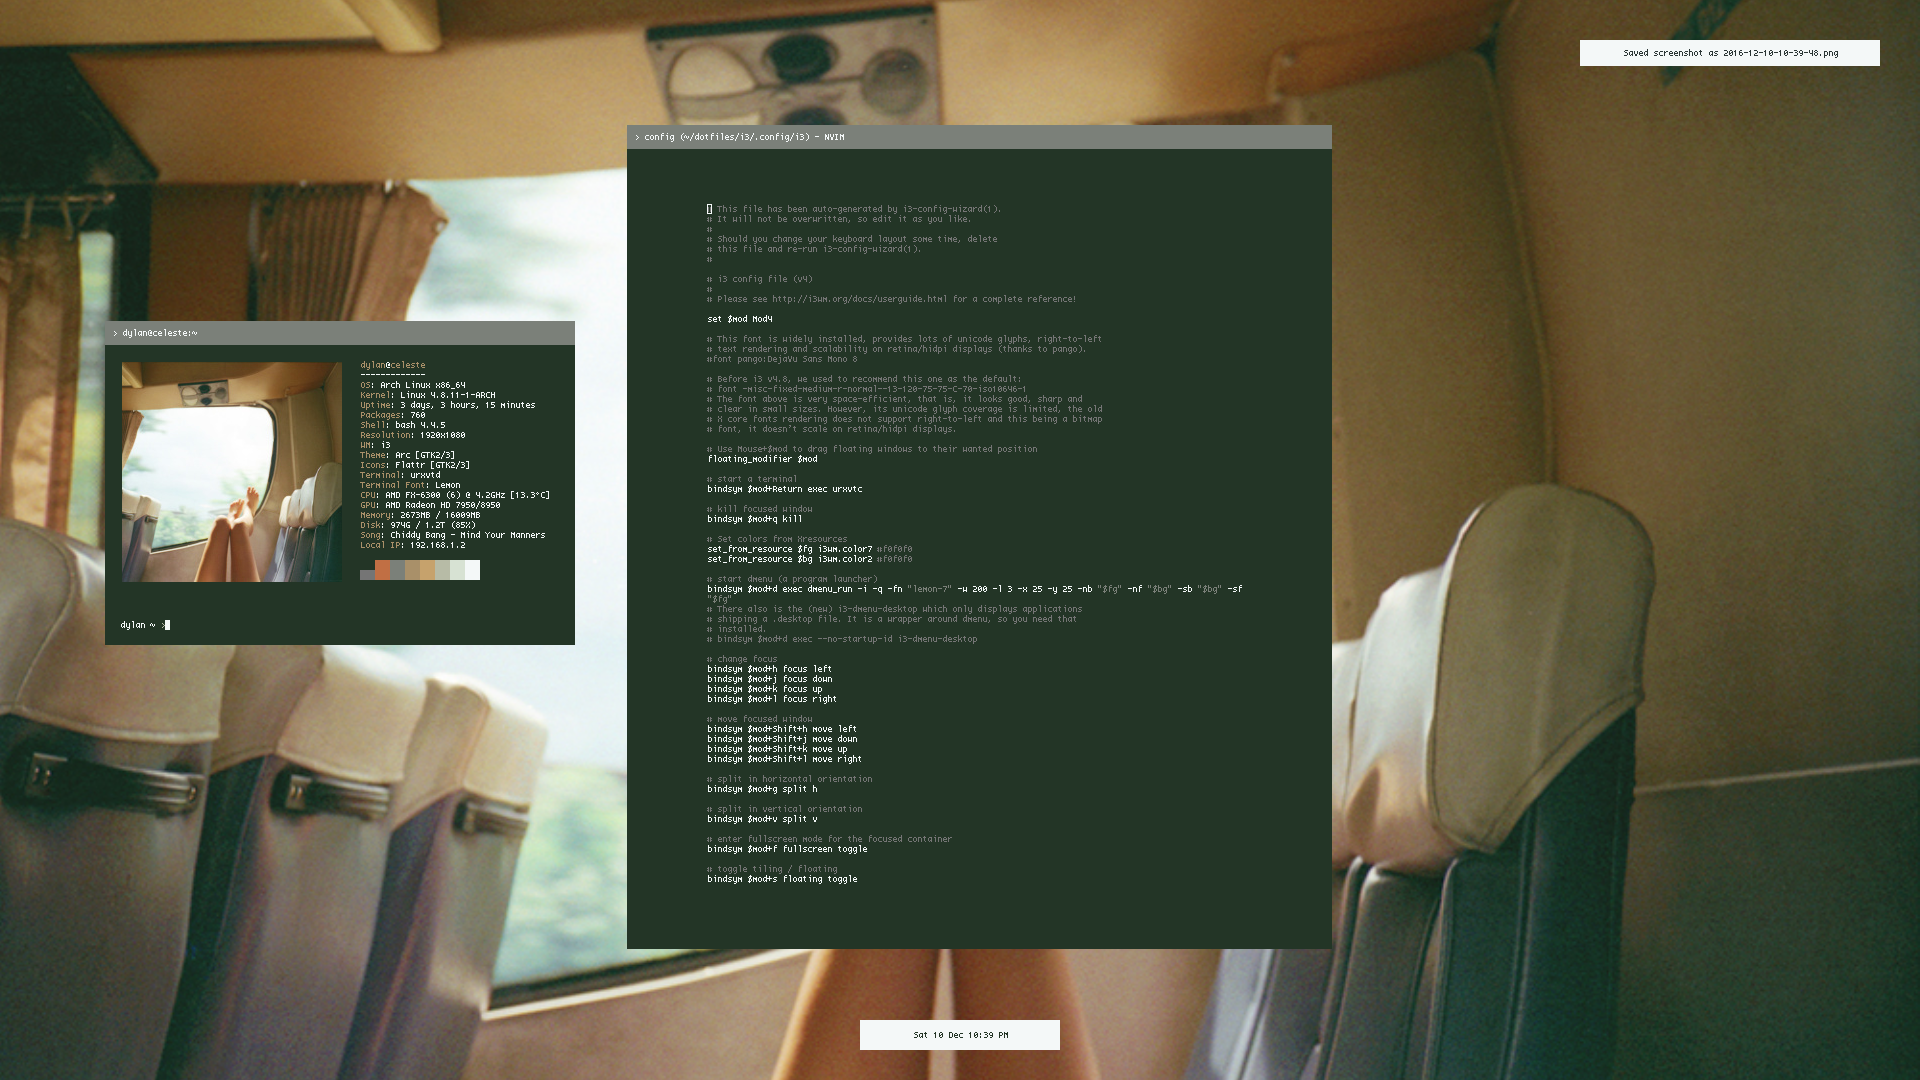 Saved screenshot as 2016-12-10-10-39-48.png
> config (~/dotfiles/i3/.config/i3) - NVIM
# This file has been auto-generated by i3-config-wizard(1).
# It will not be overwritten, so edit it as you like.
#
# Should you change your keyboard layout some time, delete
# this file and re-run i3-config-wizard(1).
#
# i3 config file (v4)
#
# Please see http://i3wm.org/docs/userguide.html for a complete reference!
set $mod Mod4
# This font is widely installed, provides lots of unicode glyphs, right-to-left
# text rendering and scalability on retina/hidpi displays (thanks to pango).
#font pango:DejaVu Sans Mono 8
# Before i3 v4.8, we used to recommend this one as the default:
# font -misc-fixed-medium-r-normal--13-120-75-75-C-70-iso10646-1
# The font above is very space-efficient, that is, it looks good, sharp and
# clear in small sizes. However, its unicode glyph coverage is limited, the old
# X core fonts rendering does not support right-to-left and this being a bitmap
# font, it doesn't scale on retina/hidpi displays.
# Use Mouse+$mod to drag floating windows to their wanted position
floating_modifier $mod
# start a terminal
bindsym $mod+Return exec urxvtc
# kill focused window
bindsym $mod+q kill
# Set colors from Xresources
set_from_resource $fg i3wm.color7 #f0f0f0
set_from_resource $bg i3wm.color2 #f0f0f0
# start dmenu (a program launcher)
bindsym $mod+d exec dmenu_run -i -q -fn "lemon-7" -w 200 -l 3 -x 25 -y 25 -nb "$fg" -nf "$bg" -sb "$bg" -sf
"$fg"
# There also is the (new) i3-dmenu-desktop which only displays applications
# shipping a .desktop file. It is a wrapper around dmenu, so you need that
# installed.
# bindsym $mod+d exec --no-startup-id i3-dmenu-desktop
# change focus
bindsym $mod+h focus left
bindsym $mod+j focus down
bindsym $mod+k focus up
bindsym $mod+l focus right
# move focused window
bindsym $mod+Shift+h move left
bindsym $mod+Shift+j move down
bindsym $mod+Shift+k move up
bindsym $mod+Shift+l move right
# split in horizontal orientation
bindsym $mod+g split h
# split in vertical orientation
bindsym $mod+v split v
# enter fullscreen mode for the focused container
bindsym $mod+f fullscreen toggle
# toggle tiling / floating
bindsym $mod+s floating toggle
> dylan@celeste:~
dylan@celeste
-------------
OS: Arch Linux x86_64
Kernel: Linux 4.8.11-1-ARCH
Uptime: 3 days, 3 hours, 15 minutes
Packages: 760
Shell: bash 4.4.5
Resolution: 1920x1080
WM: i3
Theme: Arc [GTK2/3]
Icons: Flattr [GTK2/3]
Terminal: urxvtd
Terminal Font: Lemon
CPU: AMD FX-6300 (6) @ 4.2GHz [13.3°C]
GPU: AMD Radeon HD 7950/8950
Memory: 2673MB / 16009MB
Disk: 974G / 1.2T (85%)
Song: Chiddy Bang - Mind Your Manners
Local IP: 192.168.1.2
dylan ~ >
Sat 10 Dec 10:39 PM